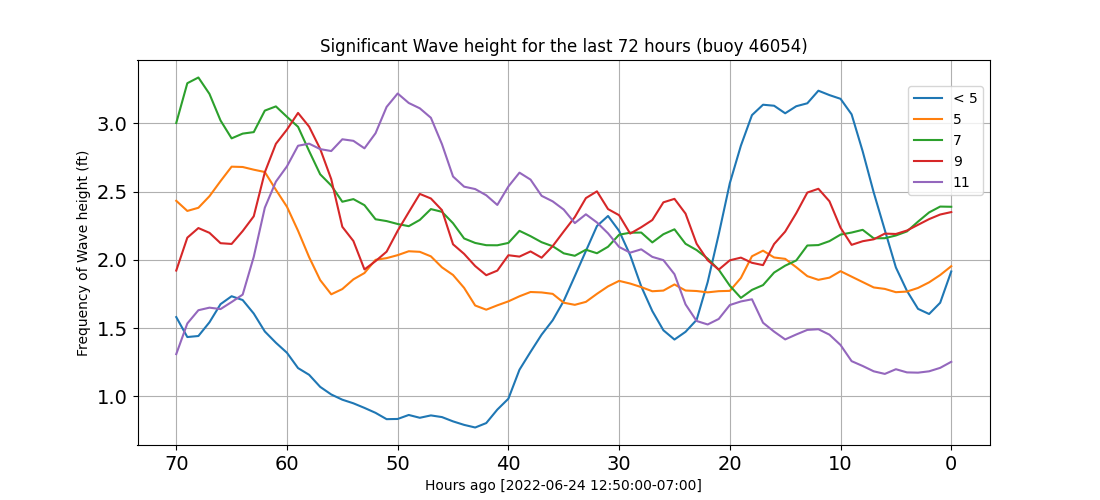 Significant Wave height for the last 72 hours (buoy 46054)
Frequency of Wave height (ft)
3.0
2.5
2.0
1.5
1.0
< 5
5
7
9
11
70 60 50 40 30 20 10 0
Hours ago [2022-06-24 12:50:00-07:00]